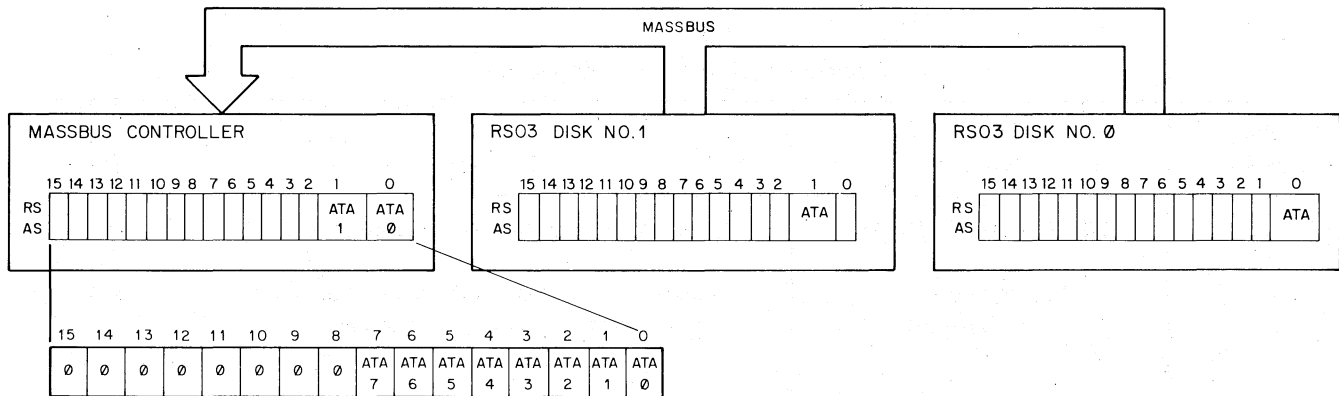 MASSBUS
MASSBUS CONTROLLER
15 14 13 12 11 10 9 8 7 6 5 4 3 2 1 0
RS
AS
ATA
1
ATA
Ø
RSO3 DISK NO.1
15 14 13 12 11 10 9 8 7 6 5 4 3 2 1 0
RS
AS
ATA
RSO3 DISK NO. Ø
15 14 13 12 11 10 9 8 7 6 5 4 3 2 1 0
RS
AS
ATA
15 14 13 12 11 10 9 8 7 6 5 4 3 2 1 0
Ø Ø Ø Ø Ø Ø Ø Ø ATA ATA ATA ATA ATA ATA ATA ATA
7 6 5 4 3 2 1 Ø